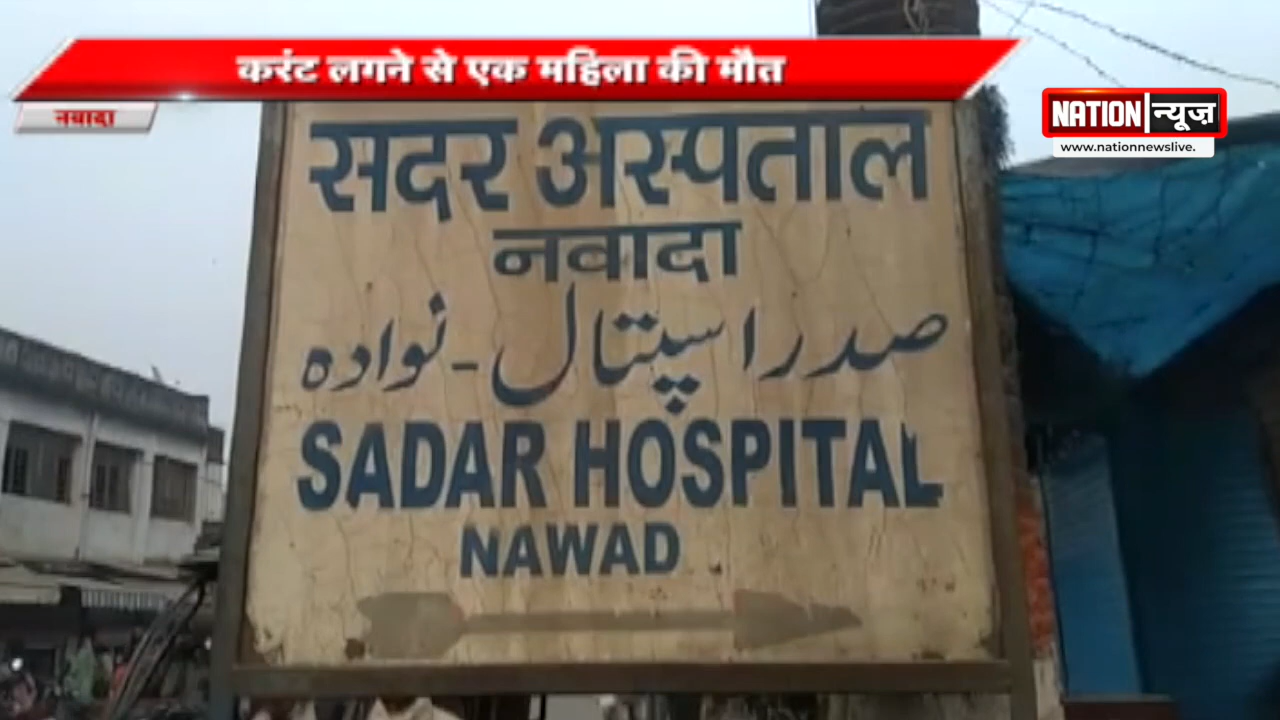 करंट लगने से एक महिला की मौत
नवादा
NATION न्यूज़
www.nationnewslive.
सदर अस्पताल
नवादा
صدر اسپتال - نواده
SADAR HOSPITAL
NAWAD